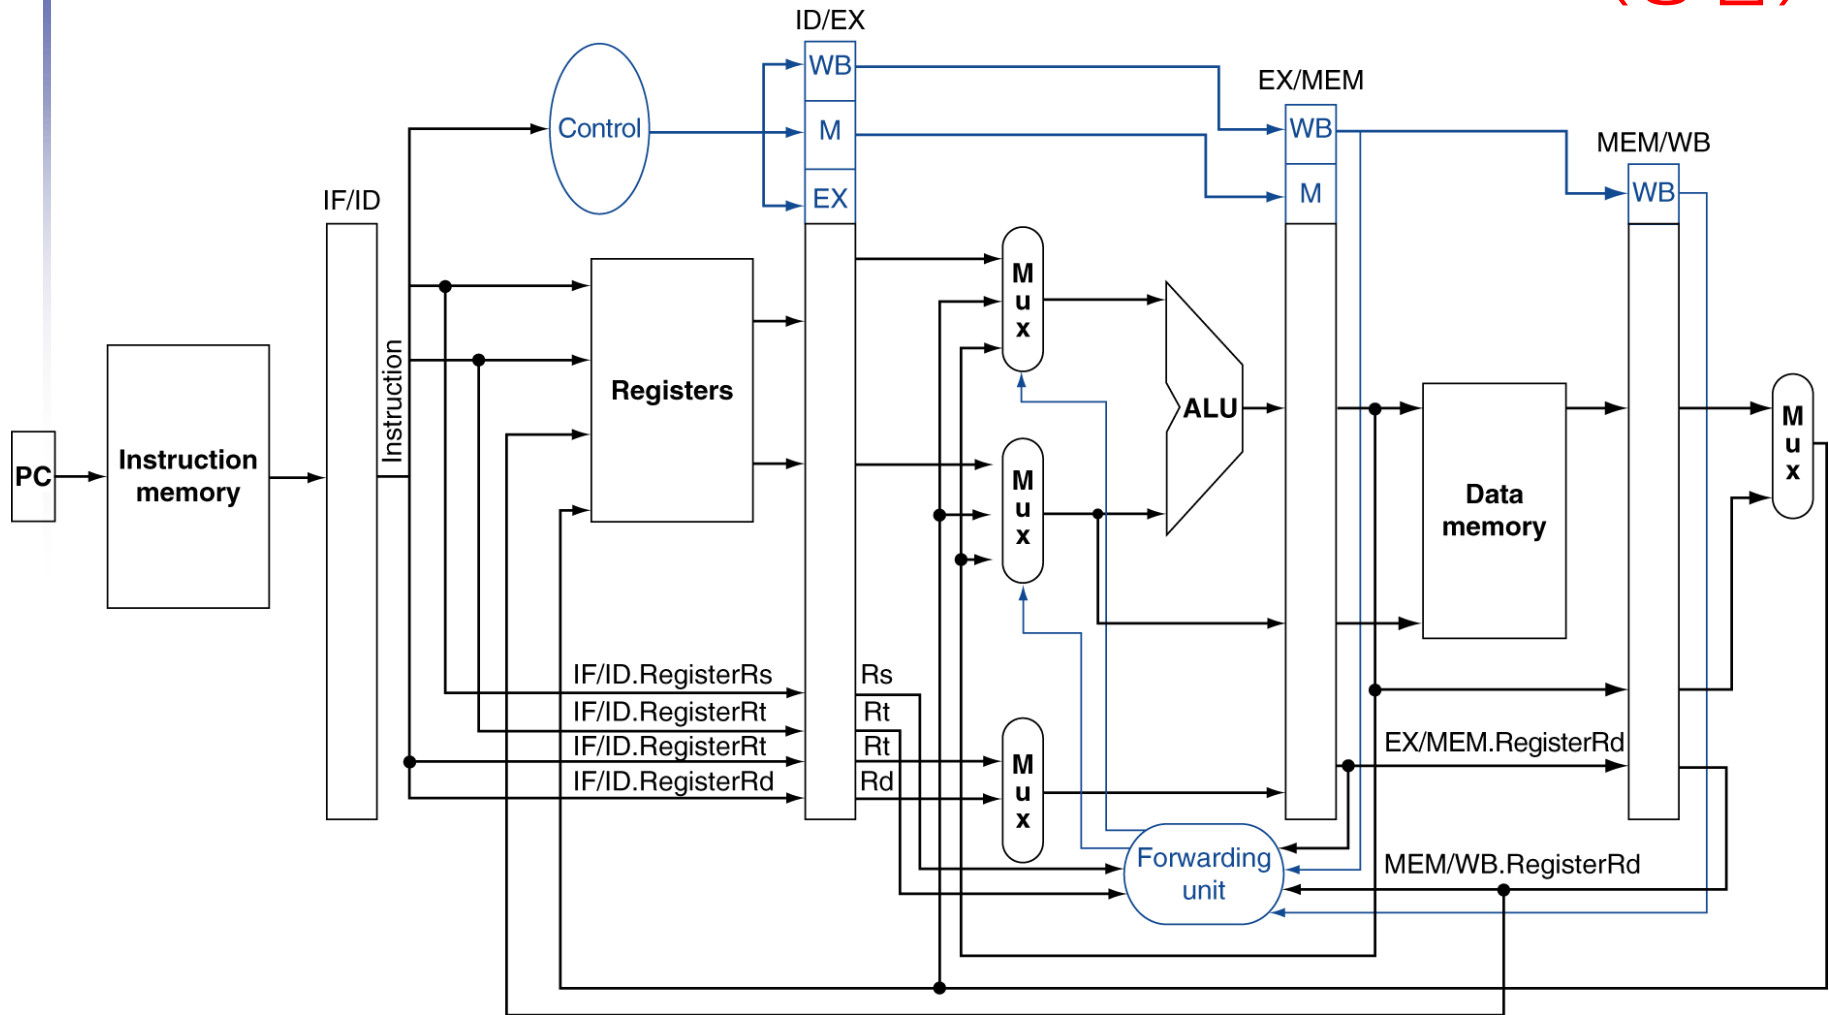 ID/EX
WB
EX/MEM
Control
M
WB
MEM/WB
IF/ID
EX
M
WB
M
u
x
Instruction
Registers
ALU
M
u
x
PC
Instruction
memory
M
u
x
Data
memory
IF/ID.RegisterRs
Rs
IF/ID.RegisterRt
Rt
IF/ID.RegisterRt
Rt
IF/ID.RegisterRd
Rd
M
u
x
EX/MEM.RegisterRd
Forwarding
unit
MEM/WB.RegisterRd